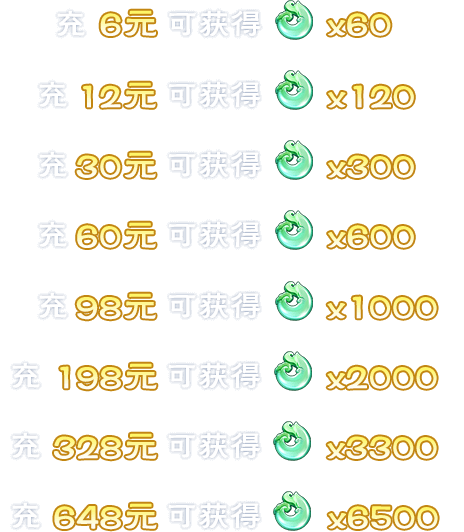 充 6元 可获得 x60
充 12元 可获得 x120
充 30元 可获得 x300
充 60元 可获得 x600
充 98元 可获得 x1000
充 198元 可获得 x2000
充 328元 可获得 x3300
充 648元 可获得 x6500